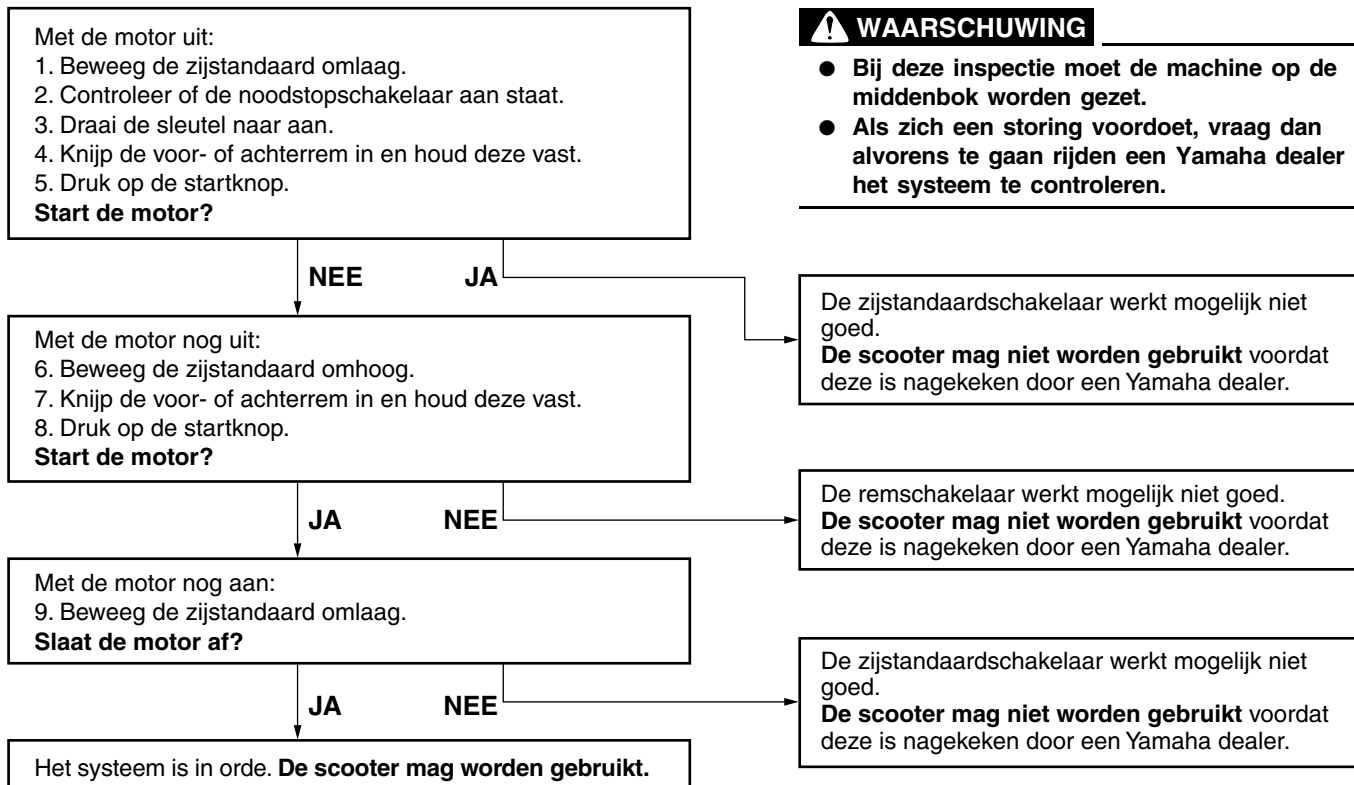 Met de motor uit:
1. Beweeg de zijstandaard omlaag.
2. Controleer of de noodstopschakelaar aan staat.
3. Draai de sleutel naar aan.
4. Knijp de voor- of achterrem in en houd deze vast.
5. Druk op de startknop.
Start de motor?
WAARSCHUWING
● Bij deze inspectie moet de machine op de
middenbok worden gezet.
● Als zich een storing voordoet, vraag dan
alvorens te gaan rijden een Yamaha dealer
het systeem te controleren.
NEE JA
De zijstandaardschakelaar werkt mogelijk niet
goed.
De scooter mag niet worden gebruikt voordat
deze is nagekeken door een Yamaha dealer.
Met de motor nog uit:
6. Beweeg de zijstandaard omhoog.
7. Knijp de voor- of achterrem in en houd deze vast.
8. Druk op de startknop.
Start de motor?
JA NEE
De remschakelaar werkt mogelijk niet goed.
De scooter mag niet worden gebruikt voordat
deze is nagekeken door een Yamaha dealer.
Met de motor nog aan:
9. Beweeg de zijstandaard omlaag.
Slaat de motor af?
JA NEE
De zijstandaardschakelaar werkt mogelijk niet
goed.
De scooter mag niet worden gebruikt voordat
deze is nagekeken door een Yamaha dealer.
Het systeem is in orde. De scooter mag worden gebruikt.